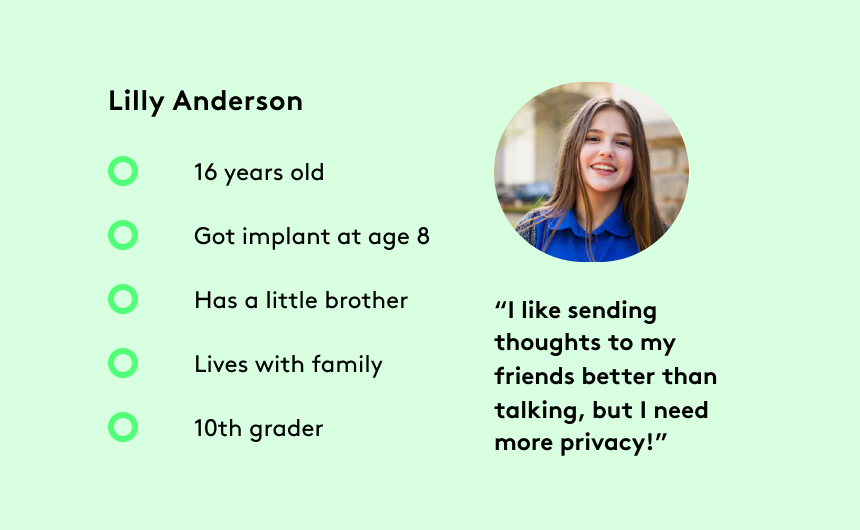 Lilly Anderson
16 years old
Got implant at age 8
Has a little brother
Lives with family
10th grader
“I like sending
thoughts to my
friends better than
talking, but I need
more privacy!”